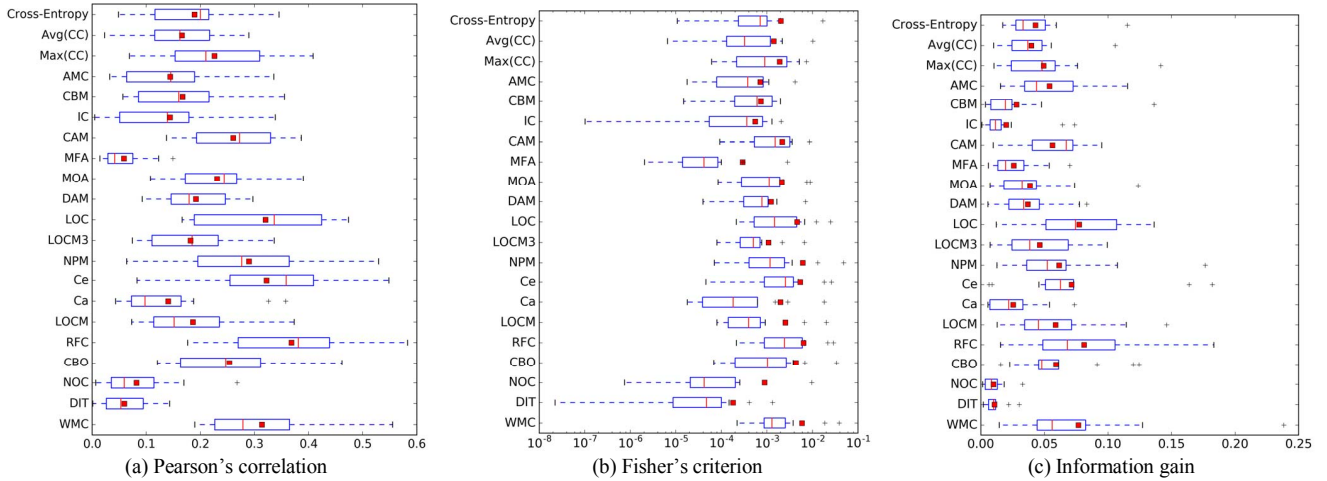 Cross-Entropy
Avg(CC)
Max(CC)
AMC
CBM
IC
CAM
MFA
MOA
DAM
LOC
LOCM3
NPM
Ce
Ca
LOCM
RFC
CBO
NOC
DIT
WMC
0.0 0.1 0.2 0.3 0.4 0.5 0.6
(a) Pearson's correlation
Cross-Entropy
Avg(CC)
Max(CC)
AMC
CBM
IC
CAM
MFA
MOA
DAM
LOC
LOCM3
NPM
Ce
Ca
LOCM
RFC
CBO
NOC
DIT
WMC
10⁻⁸ 10⁻⁷ 10⁻⁶ 10⁻⁵ 10⁻⁴ 10⁻³ 10⁻² 10⁻¹
(b) Fisher's criterion
Cross-Entropy
Avg(CC)
Max(CC)
AMC
CBM
IC
CAM
MFA
MOA
DAM
LOC
LOCM3
NPM
Ce
Ca
LOCM
RFC
CBO
NOC
DIT
WMC
0.00 0.05 0.10 0.15 0.20 0.25
(c) Information gain